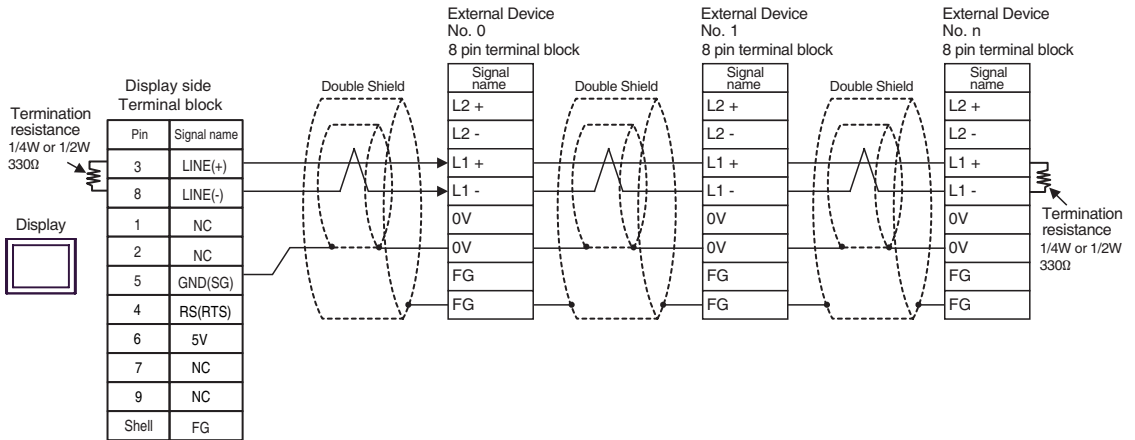 External Device
No. 0
8 pin terminal block
External Device
No. 1
8 pin terminal block
External Device
No. n
8 pin terminal block
Display side
Terminal block
Termination
resistance
1/4W or 1/2W
330Ω
Display
Pin Signal name
3 LINE(+)
8 LINE(-)
1 NC
2 NC
5 GND(SG)
4 RS(RTS)
6 5V
7 NC
9 NC
Shell FG
Double Shield
Signal
name
L2 +
L2 -
L1 +
L1 -
0V
0V
FG
FG
Double Shield
Signal
name
L2 +
L2 -
L1 +
L1 -
0V
0V
FG
FG
Double Shield
Signal
name
L2 +
L2 -
L1 +
L1 -
0V
0V
FG
FG
Termination
resistance
1/4W or 1/2W
330Ω